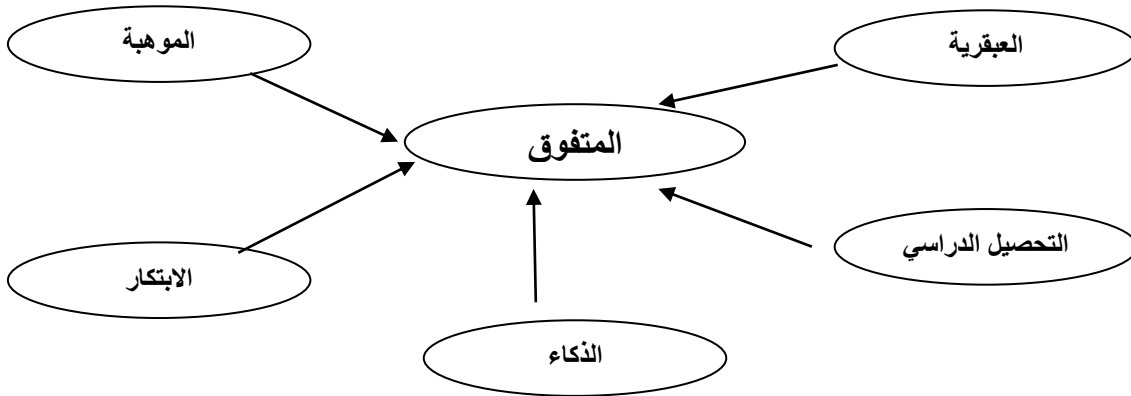 العبقرية
الموهبة
المتفوق
التحصيل الدراسي
الابتكار
الذكاء